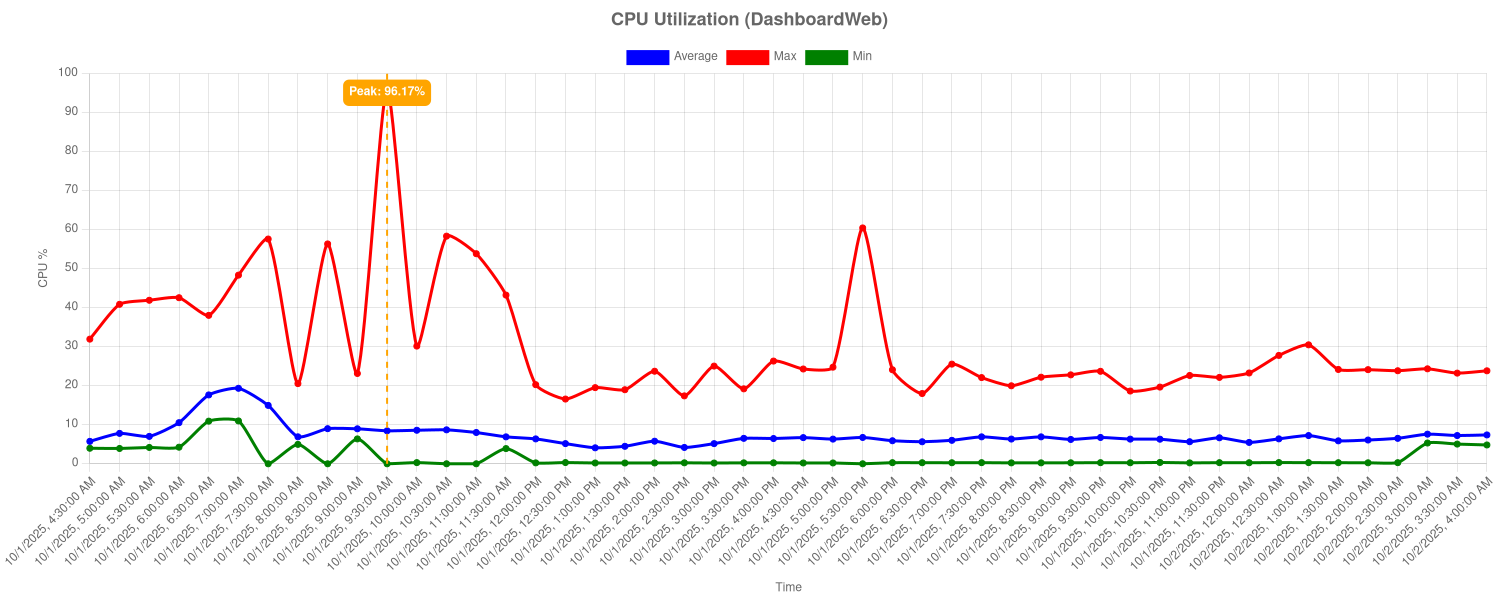 CPU Utilization (DashboardWeb)
Average Max Min
Peak: 96.17%
100
90
80
70
60
50
40
30
20
10
0
CPU %
10/1/2025, 4:30:00 AM
10/1/2025, 5:00:00 AM
10/1/2025, 5:30:00 AM
10/1/2025, 6:00:00 AM
10/1/2025, 6:30:00 AM
10/1/2025, 7:00:00 AM
10/1/2025, 7:30:00 AM
10/1/2025, 8:00:00 AM
10/1/2025, 8:30:00 AM
10/1/2025, 9:00:00 AM
10/1/2025, 9:30:00 AM
10/1/2025, 10:00:00 AM
10/1/2025, 10:30:00 AM
10/1/2025, 11:00:00 AM
10/1/2025, 11:30:00 AM
10/1/2025, 12:00:00 PM
10/1/2025, 12:30:00 PM
10/1/2025, 1:00:00 PM
10/1/2025, 1:30:00 PM
10/1/2025, 2:00:00 PM
10/1/2025, 2:30:00 PM
10/1/2025, 3:00:00 PM
10/1/2025, 3:30:00 PM
10/1/2025, 4:00:00 PM
10/1/2025, 4:30:00 PM
10/1/2025, 5:00:00 PM
10/1/2025, 5:30:00 PM
10/1/2025, 6:00:00 PM
10/1/2025, 6:30:00 PM
10/1/2025, 7:00:00 PM
10/1/2025, 7:30:00 PM
10/1/2025, 8:00:00 PM
10/1/2025, 8:30:00 PM
10/1/2025, 9:00:00 PM
10/1/2025, 9:30:00 PM
10/1/2025, 10:00:00 PM
10/1/2025, 10:30:00 PM
10/1/2025, 11:00:00 PM
10/1/2025, 11:30:00 PM
10/2/2025, 12:00:00 AM
10/2/2025, 12:30:00 AM
10/2/2025, 1:00:00 AM
10/2/2025, 1:30:00 AM
10/2/2025, 2:00:00 AM
10/2/2025, 2:30:00 AM
10/2/2025, 3:00:00 AM
10/2/2025, 3:30:00 AM
10/2/2025, 4:00:00 AM
Time